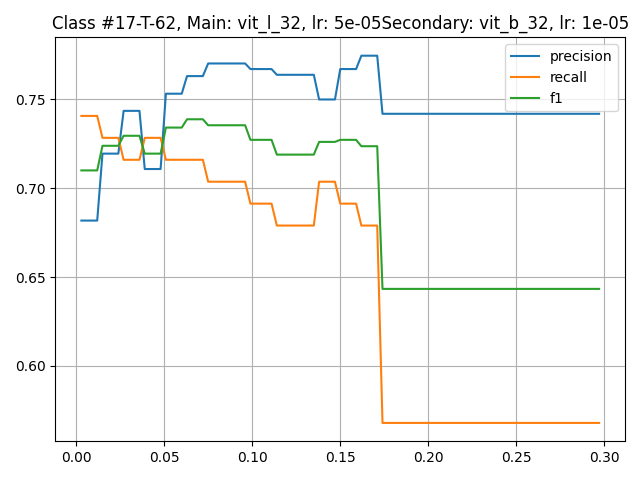 Class #17-T-62, Main: vit_l_32, lr: 5e-05Secondary: vit_b_32, lr: 1e-05
precision
recall
f1
0.75
0.70
0.65
0.60
0.00 0.05 0.10 0.15 0.20 0.25 0.30